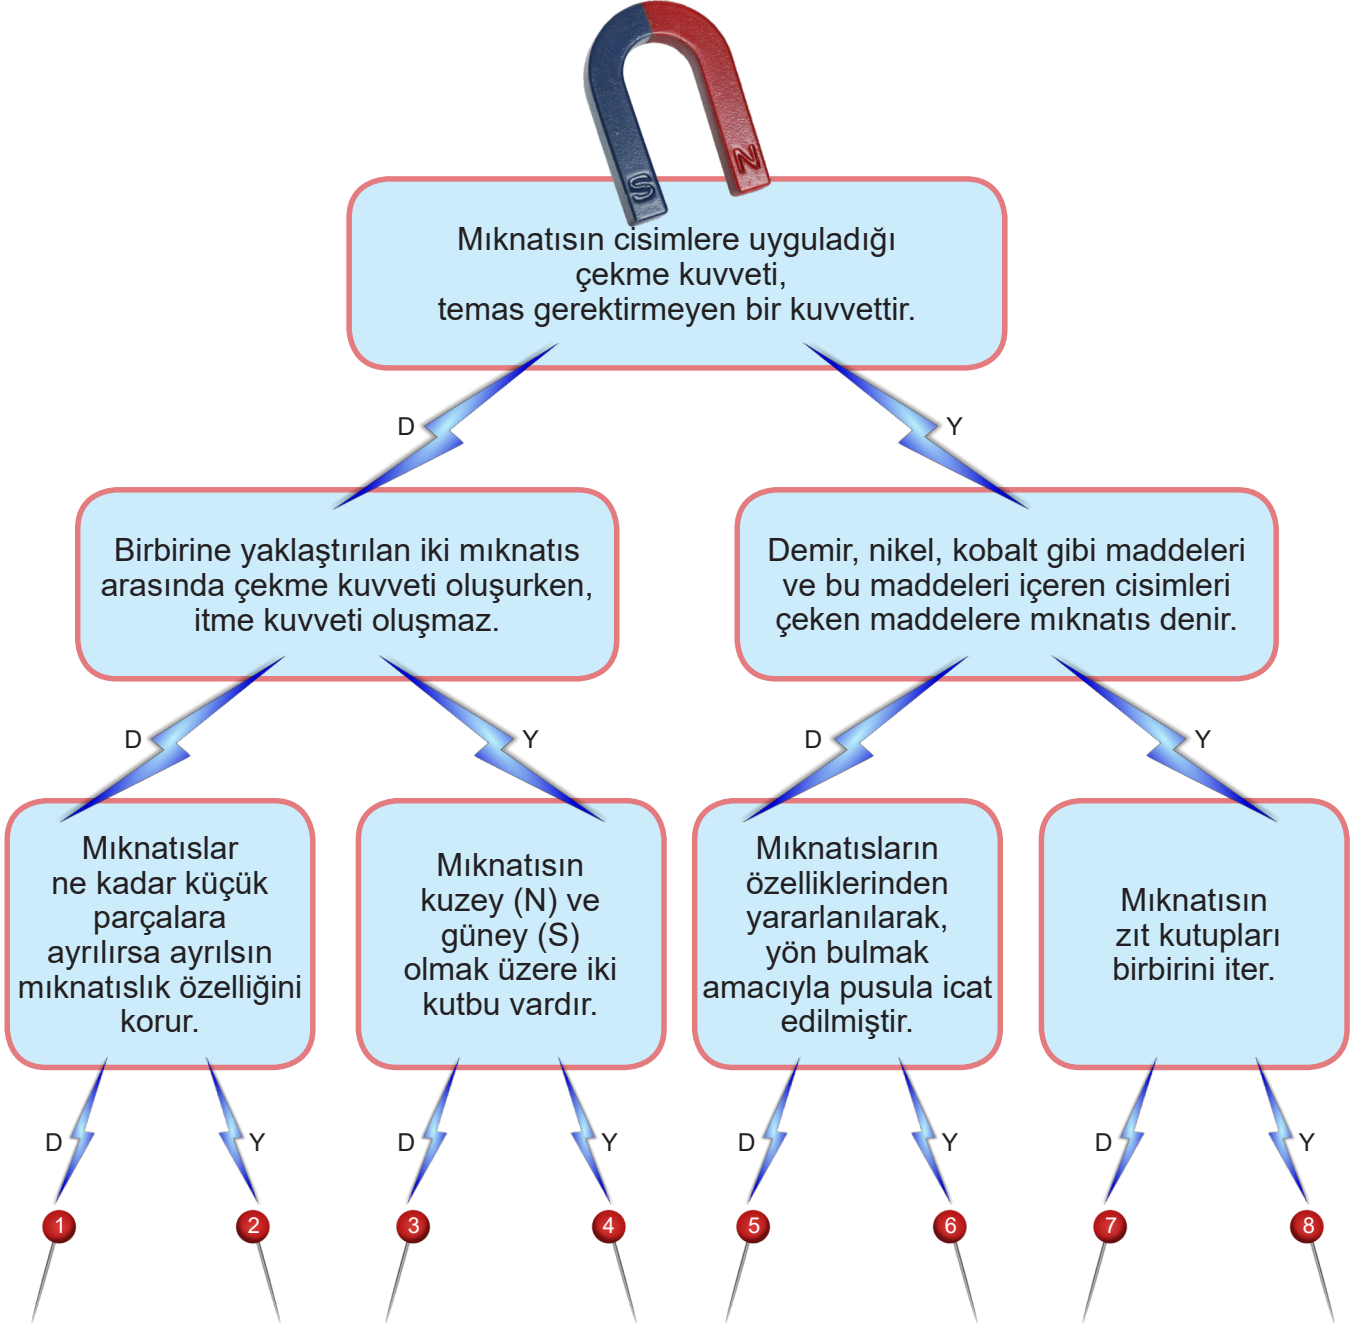 S
N
Mıknatısın cisimlere uyguladığı
çekme kuvveti,
temas gerektirmeyen bir kuvvettir.
D
Y
Birbirine yaklaştırılan iki mıknatıs
arasında çekme kuvveti oluşurken,
itme kuvveti oluşmaz.
Demir, nikel, kobalt gibi maddeleri
ve bu maddeleri içeren cisimleri
çeken maddelere mıknatıs denir.
D
Y
D
Y
Mıknatıslar
ne kadar küçük
parçalara
ayrılırsa ayrılsın
mıknatıslık özelliğini
korur.
Mıknatısın
kuzey (N) ve
güney (S)
olmak üzere iki
kutbu vardır.
Mıknatısların
özelliklerinden
yararlanılarak,
yön bulmak
amacıyla pusula icat
edilmiştir.
Mıknatısın
zıt kutupları
birbirini iter.
D
Y
D
Y
D
Y
D
Y
1
2
3
4
5
6
7
8